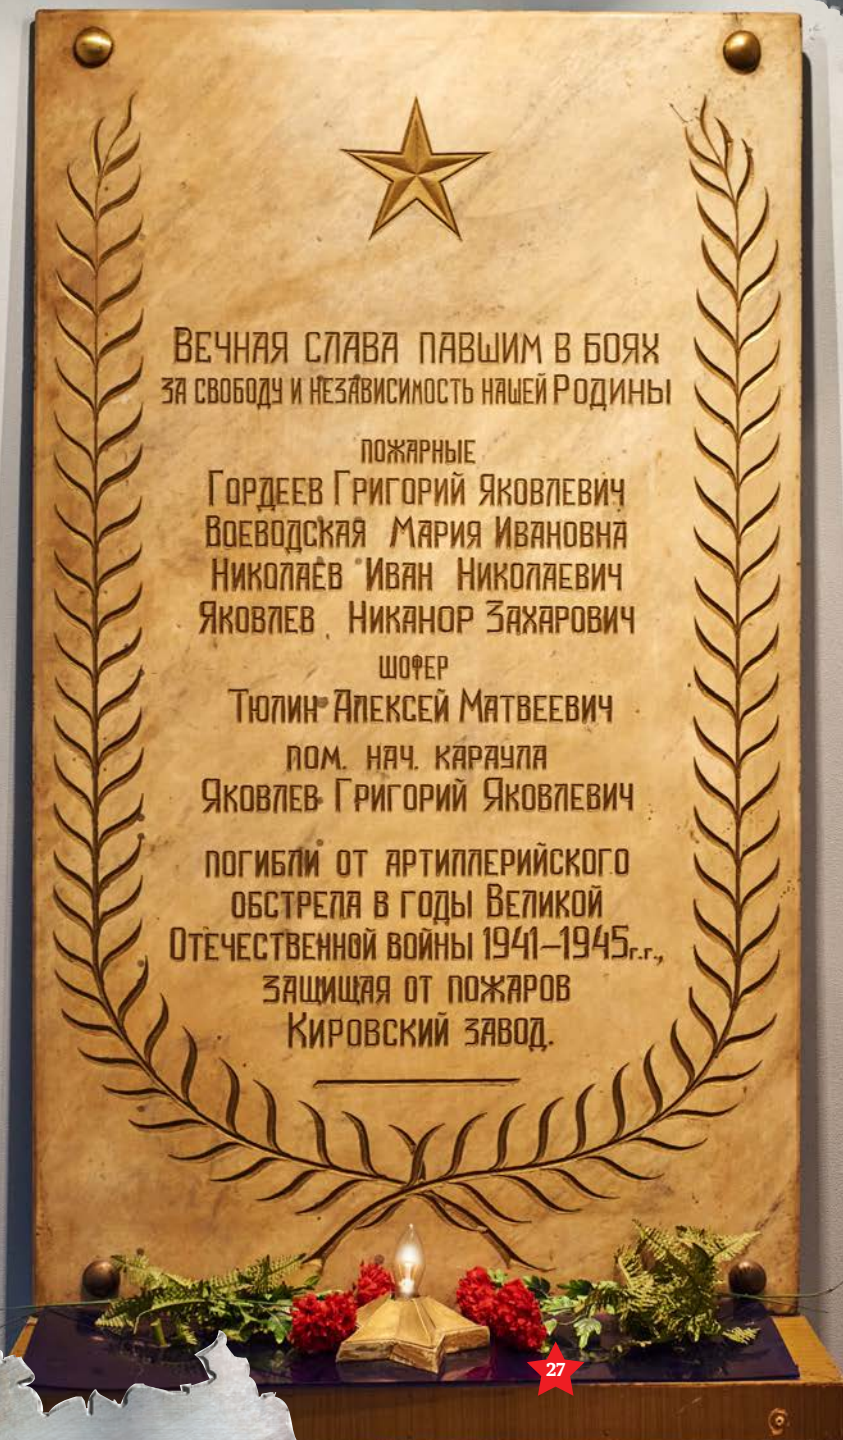 Вечная слава павшим в боях
за свободу и независимость нашей Родины
пожарные
Гордеев Григорий Яковлевич
Воеводская Мария Ивановна
Николаев Иван Николаевич
Яковлев Никанор Захарович
шофер
Тюлин Алексей Матвеевич
пом. нач. караула
Яковлев Григорий Яковлевич
погибли от артиллерийского
обстрела в годы Великой
Отечественной войны 1941–1945г.г.,
защищая от пожаров
Кировский завод.
27